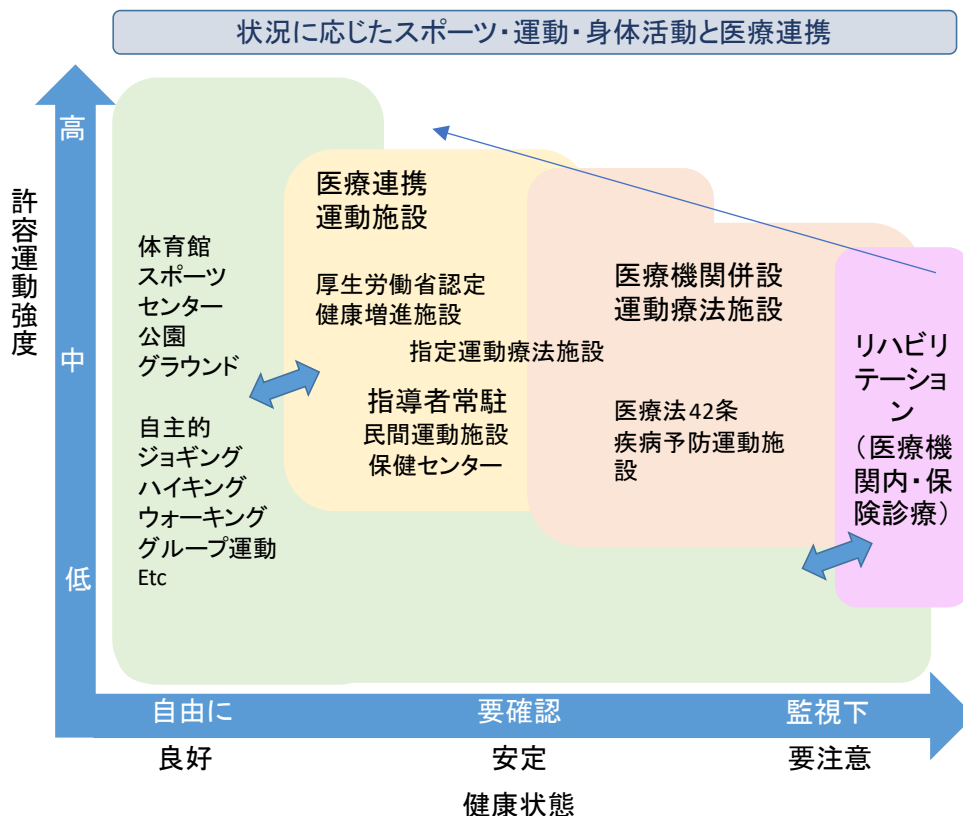 状況に応じたスポーツ・運動・身体活動と医療連携
高
中
低
許容運動強度
体育館
スポーツ
センター
公園
グラウンド
自主的
ジョギング
ハイキング
ウォーキング
グループ運動
Etc
医療連携
運動施設
厚生労働省認定
健康増進施設
指定運動療法施設
指導者常駐
民間運動施設
保健センター
医療機関併設
運動療法施設
医療法42条
疾病予防運動施
設
リハビリ
テーショ
ン
（医療機
関内・保
険診療）
自由に
要確認
監視下
良好
安定
要注意
健康状態